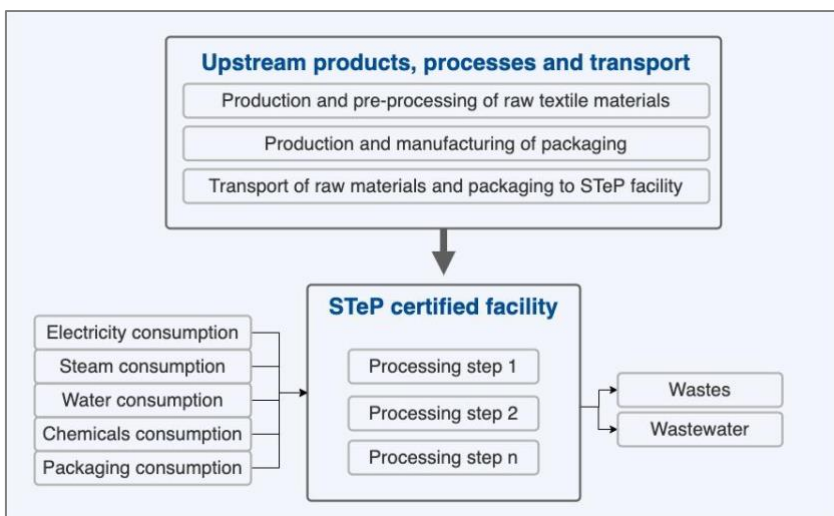 Upstream products, processes and transport
Production and pre-processing of raw textile materials
Production and manufacturing of packaging
Transport of raw materials and packaging to STeP facility
STeP certified facility
Electricity consumption
Steam consumption
Water consumption
Chemicals consumption
Packaging consumption
Processing step 1
Processing step 2
Processing step n
Wastes
Wastewater